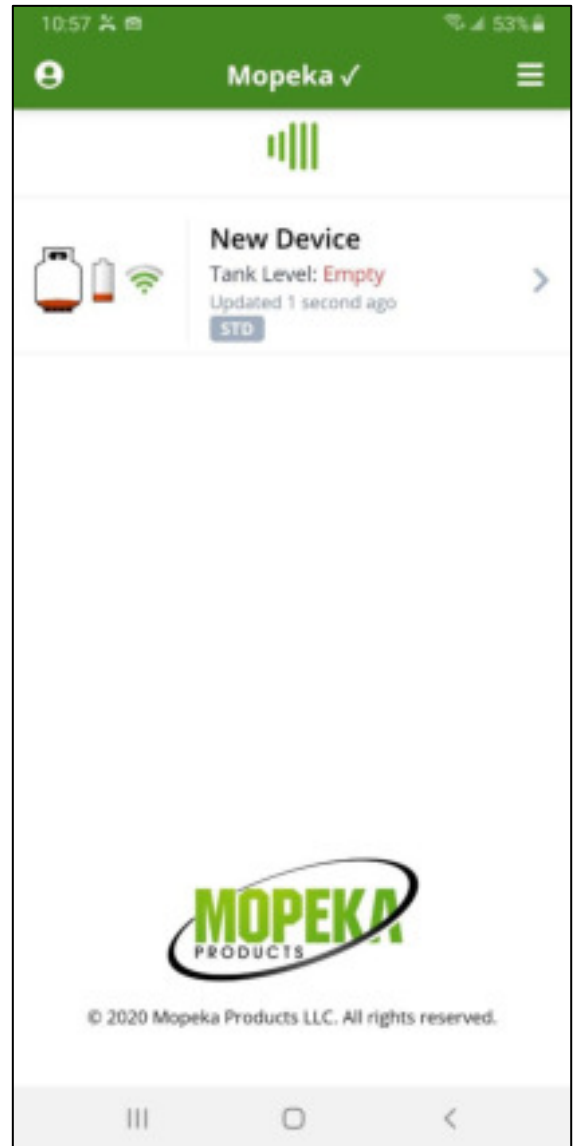 10:57 53%
Mopeka ✓
New Device
Tank Level: Empty
Updated 1 second ago
STD
MOPEKA
PRODUCTS
© 2020 Mopeka Products LLC. All rights reserved.